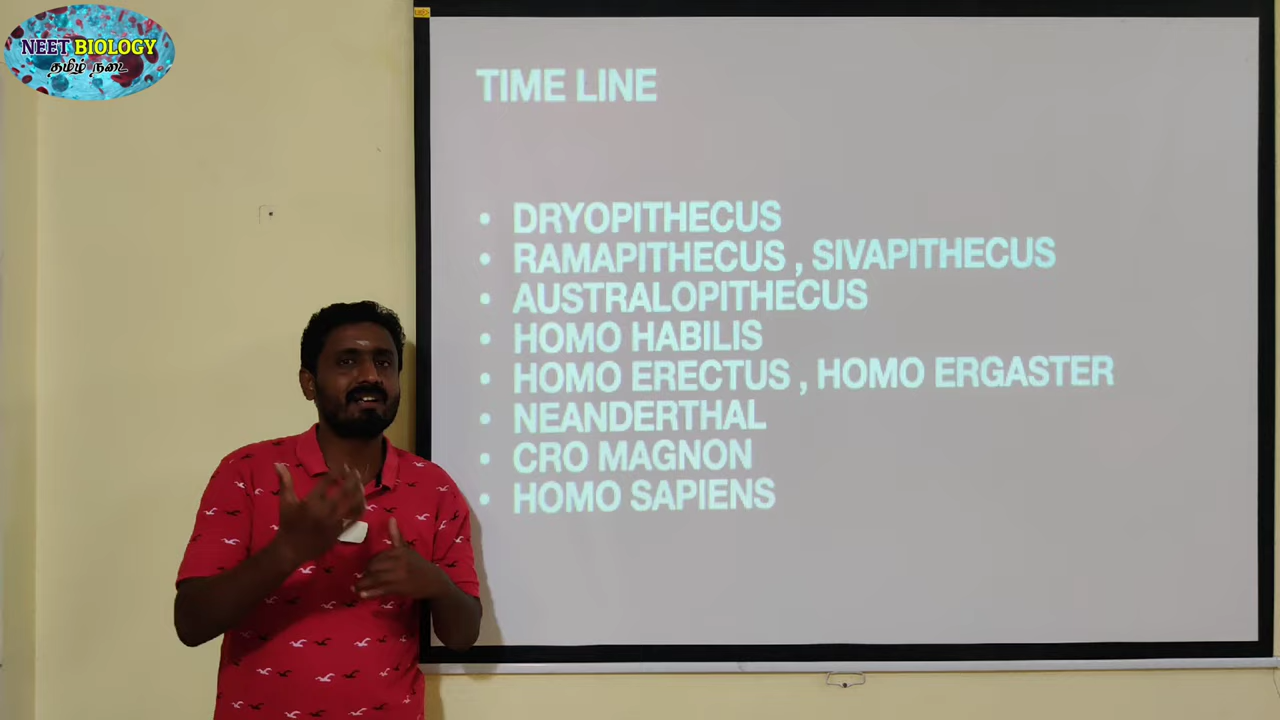 NEET BIOLOGY
தமிழ் நடை
TIME LINE
• DRYOPITHECUS
• RAMAPITHECUS , SIVAPITHECUS
• AUSTRALOPITHECUS
• HOMO HABILIS
• HOMO ERECTUS , HOMO ERGASTER
• NEANDERTHAL
• CRO MAGNON
• HOMO SAPIENS